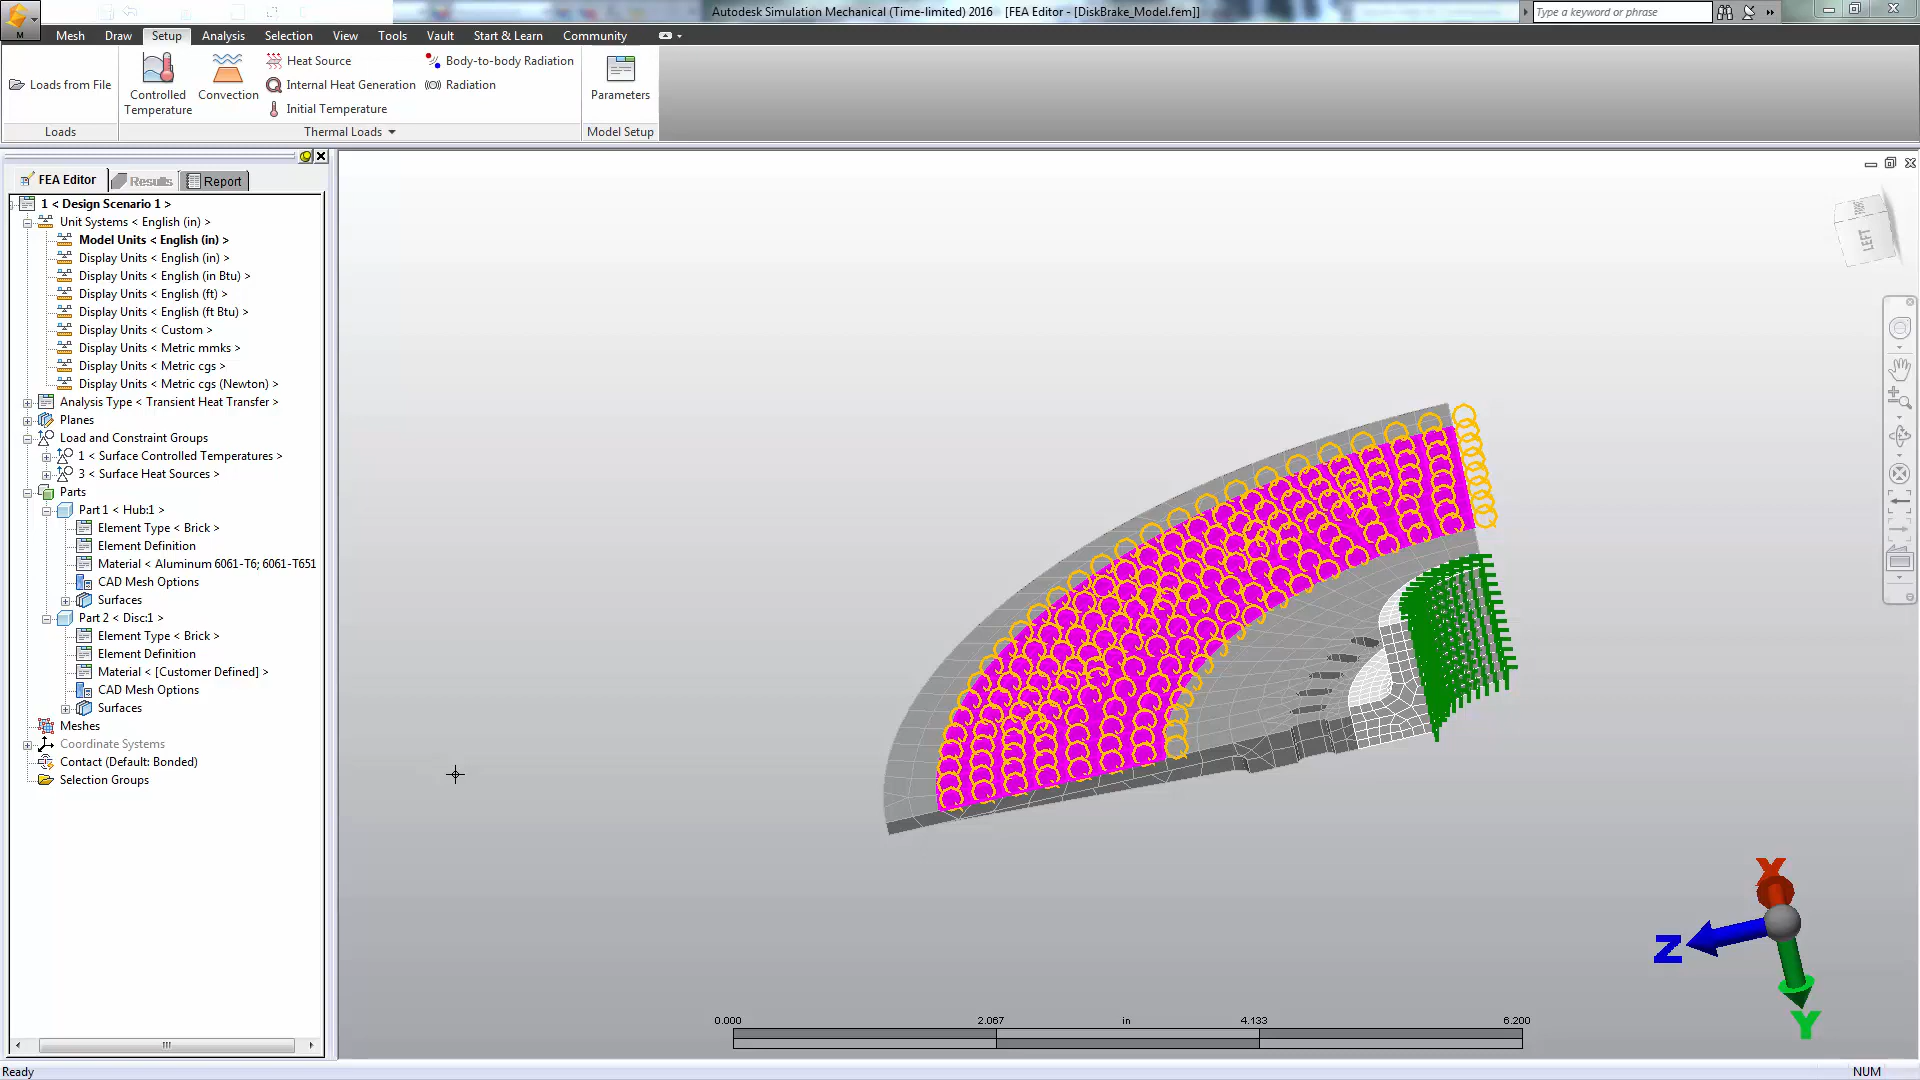 Autodesk Simulation Mechanical (Time-limited) 2016 [FEA Editor - [DiskBrake_Model.fem]]
Type a keyword or phrase
M
Mesh Draw Setup Analysis Selection View Tools Vault Start & Learn Community
Loads from File
Controlled Temperature
Convection
Heat Source
Internal Heat Generation
Initial Temperature
Body-to-body Radiation
Radiation
Parameters
Loads
Thermal Loads
Model Setup
FEA Editor Results Report
1 < Design Scenario 1 >
Unit Systems < English (in) >
Model Units < English (in) >
Display Units < English (in) >
Display Units < English (in Btu) >
Display Units < English (ft) >
Display Units < English (ft Btu) >
Display Units < Custom >
Display Units < Metric mmks >
Display Units < Metric cgs >
Display Units < Metric cgs (Newton) >
Analysis Type < Transient Heat Transfer >
Planes
Load and Constraint Groups
1 < Surface Controlled Temperatures >
3 < Surface Heat Sources >
Parts
Part 1 < Hub:1 >
Element Type < Brick >
Element Definition
Material < Aluminum 6061-T6; 6061-T651
CAD Mesh Options
Surfaces
Part 2 < Disc:1 >
Element Type < Brick >
Element Definition
Material < [Customer Defined] >
CAD Mesh Options
Surfaces
Meshes
Coordinate Systems
Contact (Default: Bonded)
Selection Groups
FRONT
LEFT
X
Z
Y
0.000 2.067 in 4.133 6.200
Ready
NUM